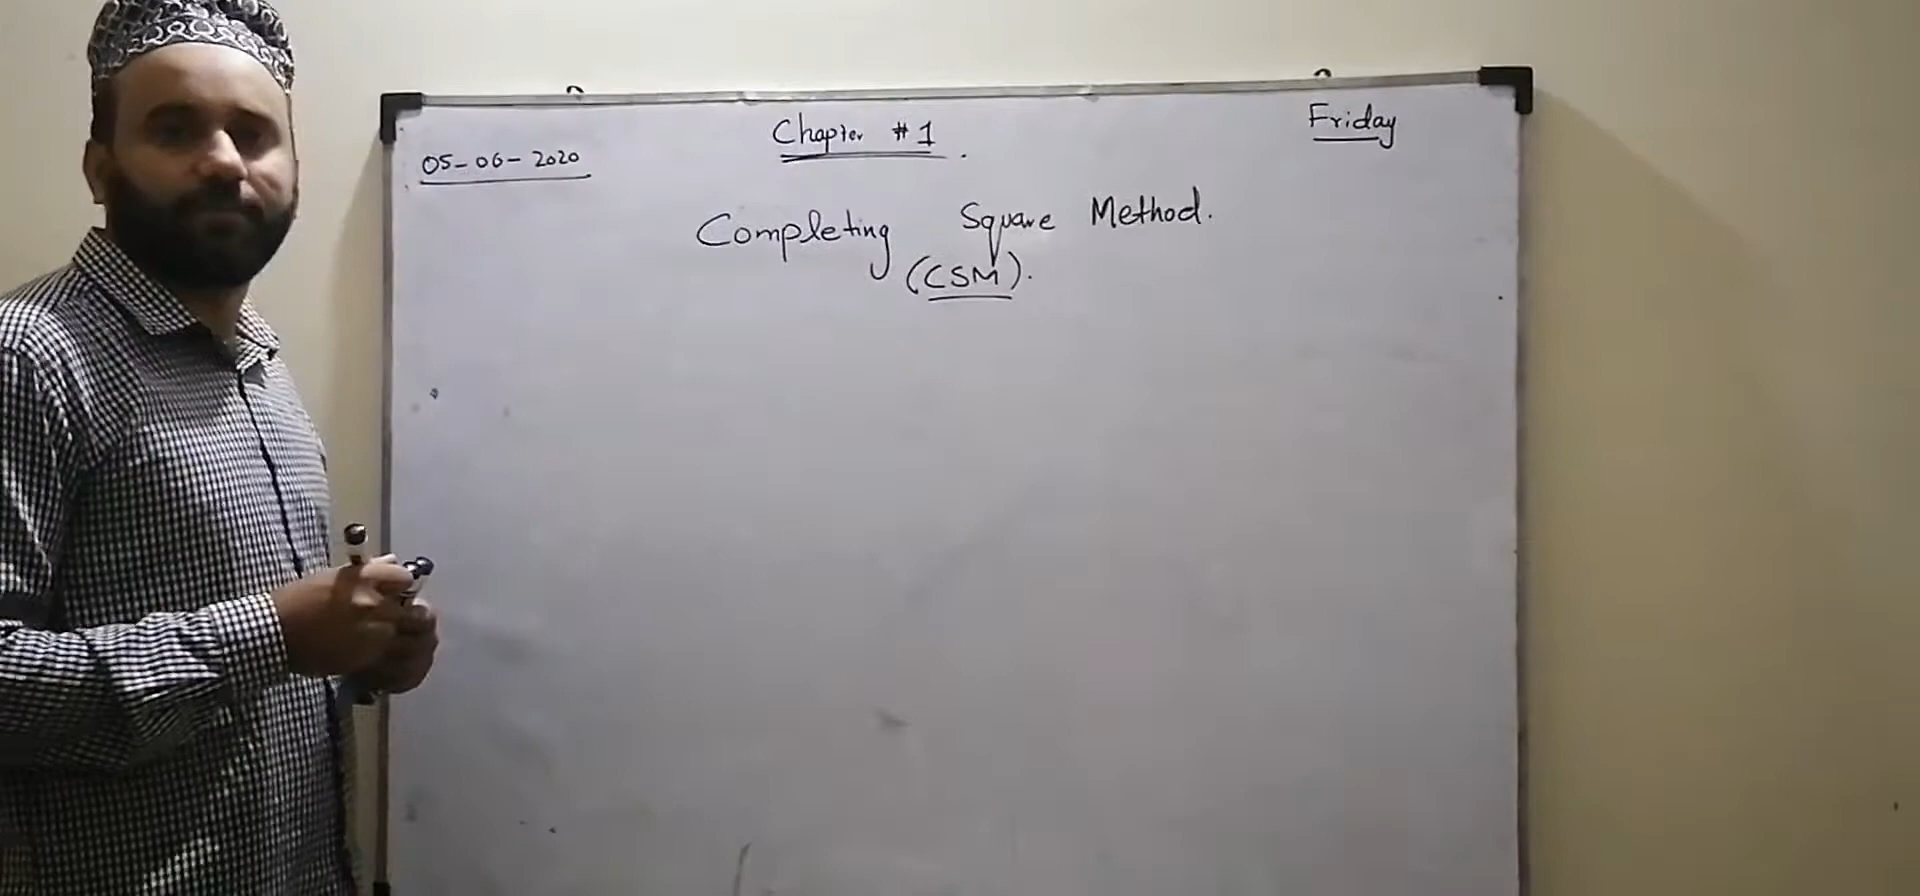 Chapter #1
Friday
05-06-2020
Completing Square Method.
(CSM).